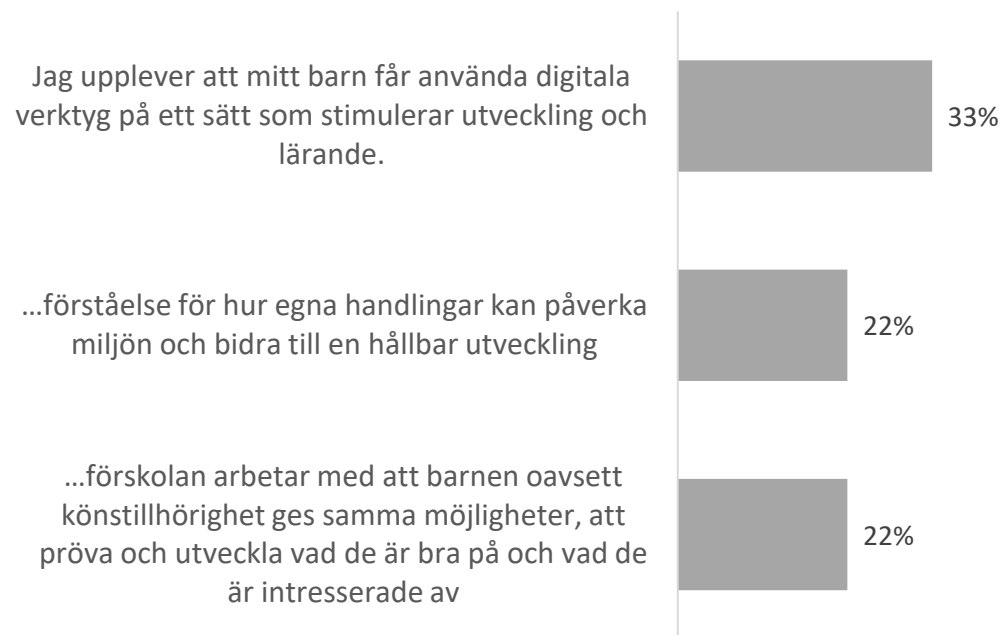 Jag upplever att mitt barn får använda digitala
verktyg på ett sätt som stimulerar utveckling och
lärande.
33%
…förståelse för hur egna handlingar kan påverka
miljön och bidra till en hållbar utveckling
22%
…förskolan arbetar med att barnen oavsett
könstillhörighet ges samma möjligheter, att
pröva och utveckla vad de är bra på och vad de
är intresserade av
22%